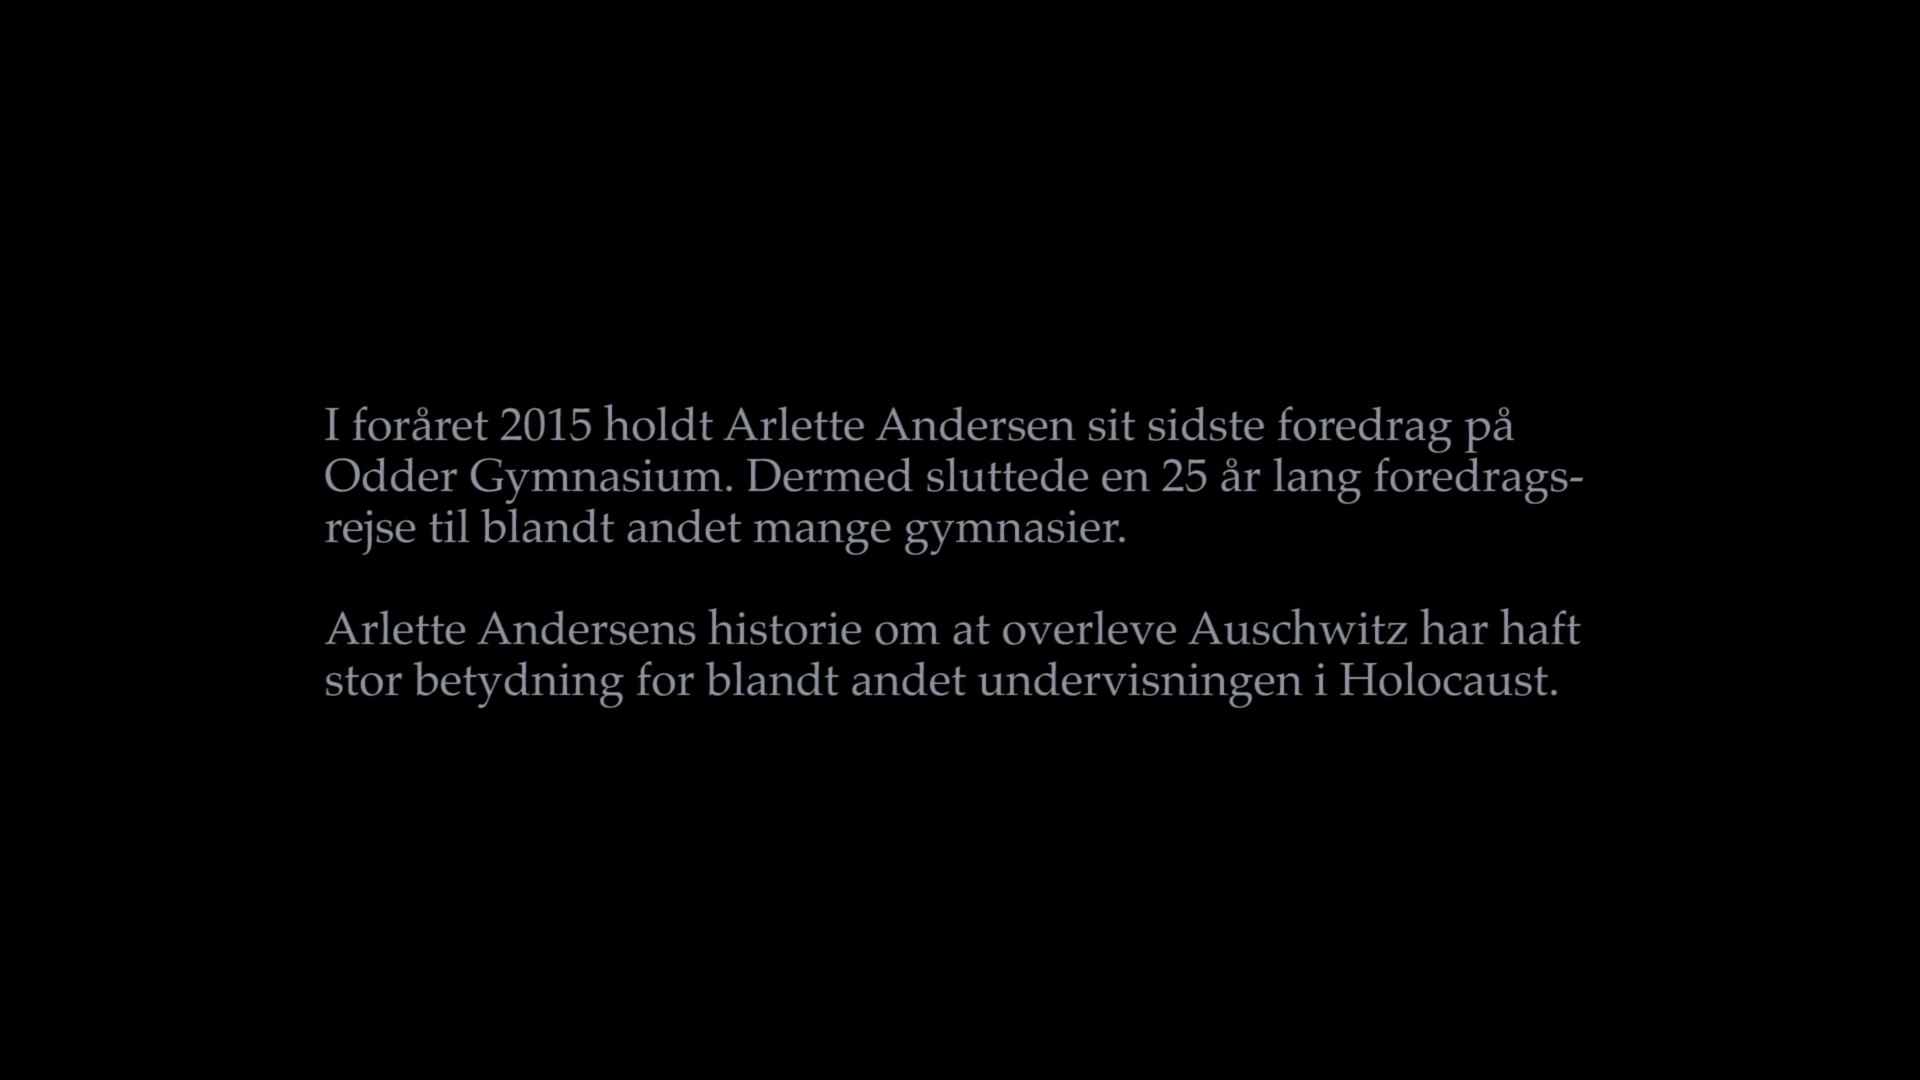 I foråret 2015 holdt Arlette Andersen sit sidste foredrag på
Odder Gymnasium. Dermed sluttede en 25 år lang foredrags-
rejse til blandt andet mange gymnasier.
Arlette Andersens historie om at overleve Auschwitz har haft
stor betydning for blandt andet undervisningen i Holocaust.